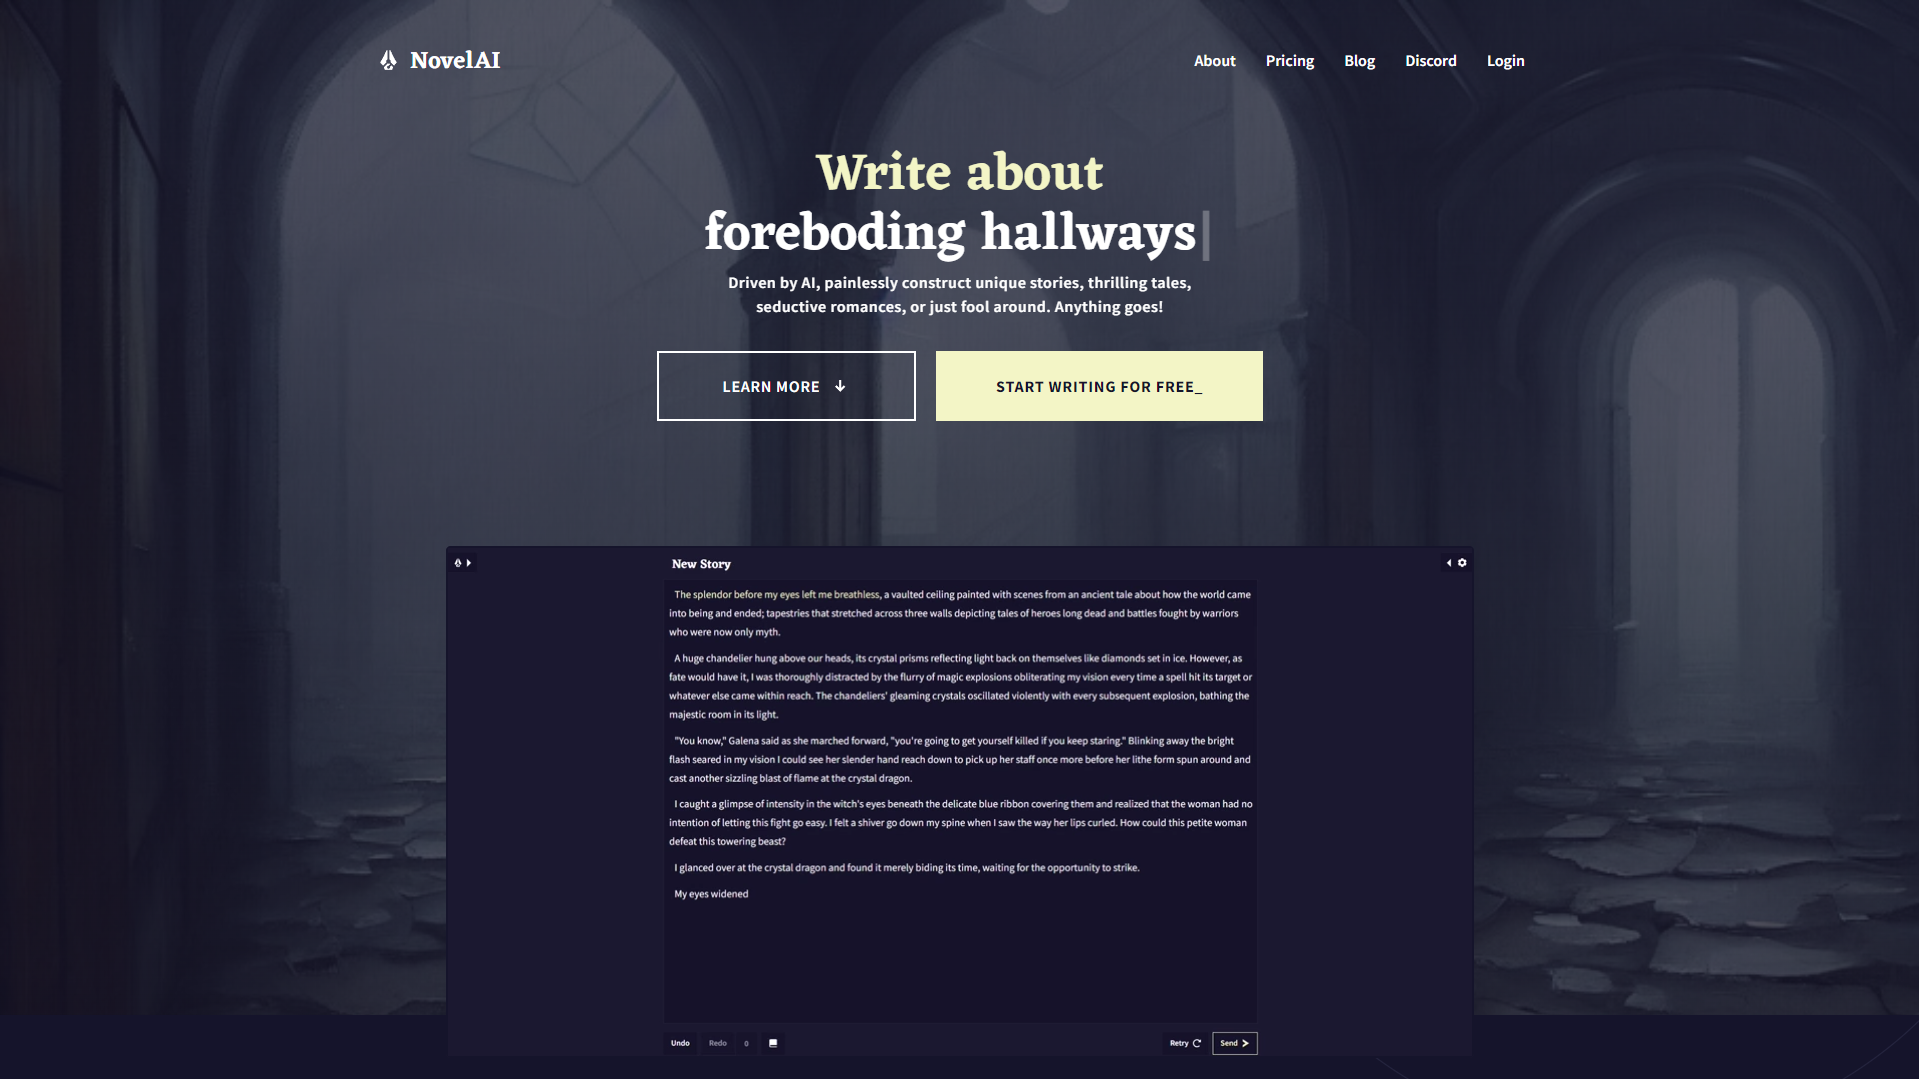 NovelAI
About
Pricing
Blog
Discord
Login
Write about
foreboding hallways
Driven by AI, painlessly construct unique stories, thrilling tales,
seductive romances, or just fool around. Anything goes!
LEARN MORE
START WRITING FOR FREE_
New Story
The splendor before my eyes left me breathless, a vaulted ceiling painted with scenes from an ancient tale about how the world came
into being and ended; tapestries that stretched across three walls depicting tales of heroes long dead and battles fought by warriors
who were now only myth.
A huge chandelier hung above our heads, its crystal prisms reflecting light back on themselves like diamonds set in ice. However, as
fate would have it, I was thoroughly distracted by the flurry of magic explosions obliterating my vision every time a spell hit its target or
whatever else came within reach. The chandeliers' gleaming crystals oscillated violently with every subsequent explosion, bathing the
majestic room in its light.
"You know," Galena said as she marched forward, "you're going to get yourself killed if you keep staring." Blinking away the bright
flash seared in my vision I could see her slender hand reach down to pick up her staff once more before her lithe form spun around and
cast another sizzling blast of flame at the crystal dragon.
I caught a glimpse of intensity in the witch's eyes beneath the delicate blue ribbon covering them and realized that the woman had no
intention of letting this fight go easy. I felt a shiver go down my spine when I saw the way her lips curled. How could this petite woman
defeat this towering beast?
I glanced over at the crystal dragon and found it merely biding its time, waiting for the opportunity to strike.
My eyes widened
Undo
Redo
0
Retry
Send